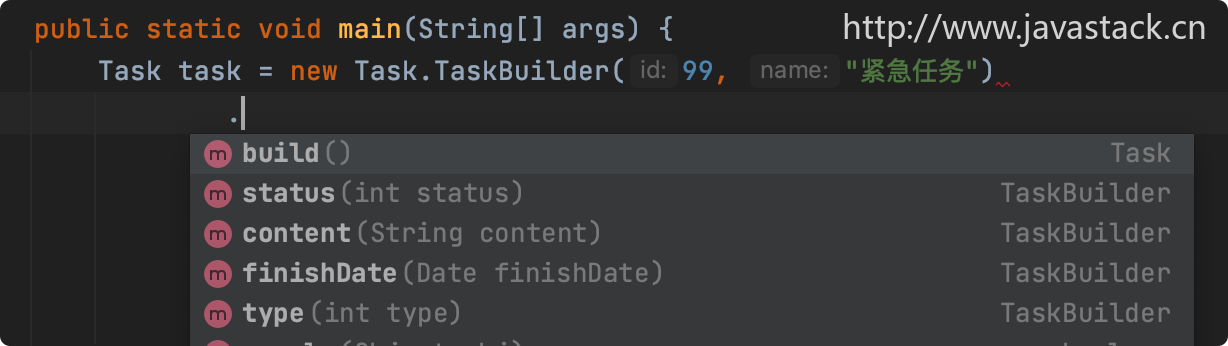 public static void main(String[] args) { http://www.javastack.cn
Task task = new Task.TaskBuilder( id: 99, name: "紧急任务")
.
m build() Task
m status(int status) TaskBuilder
m content(String content) TaskBuilder
m finishDate(Date finishDate) TaskBuilder
m type(int type) TaskBuilder